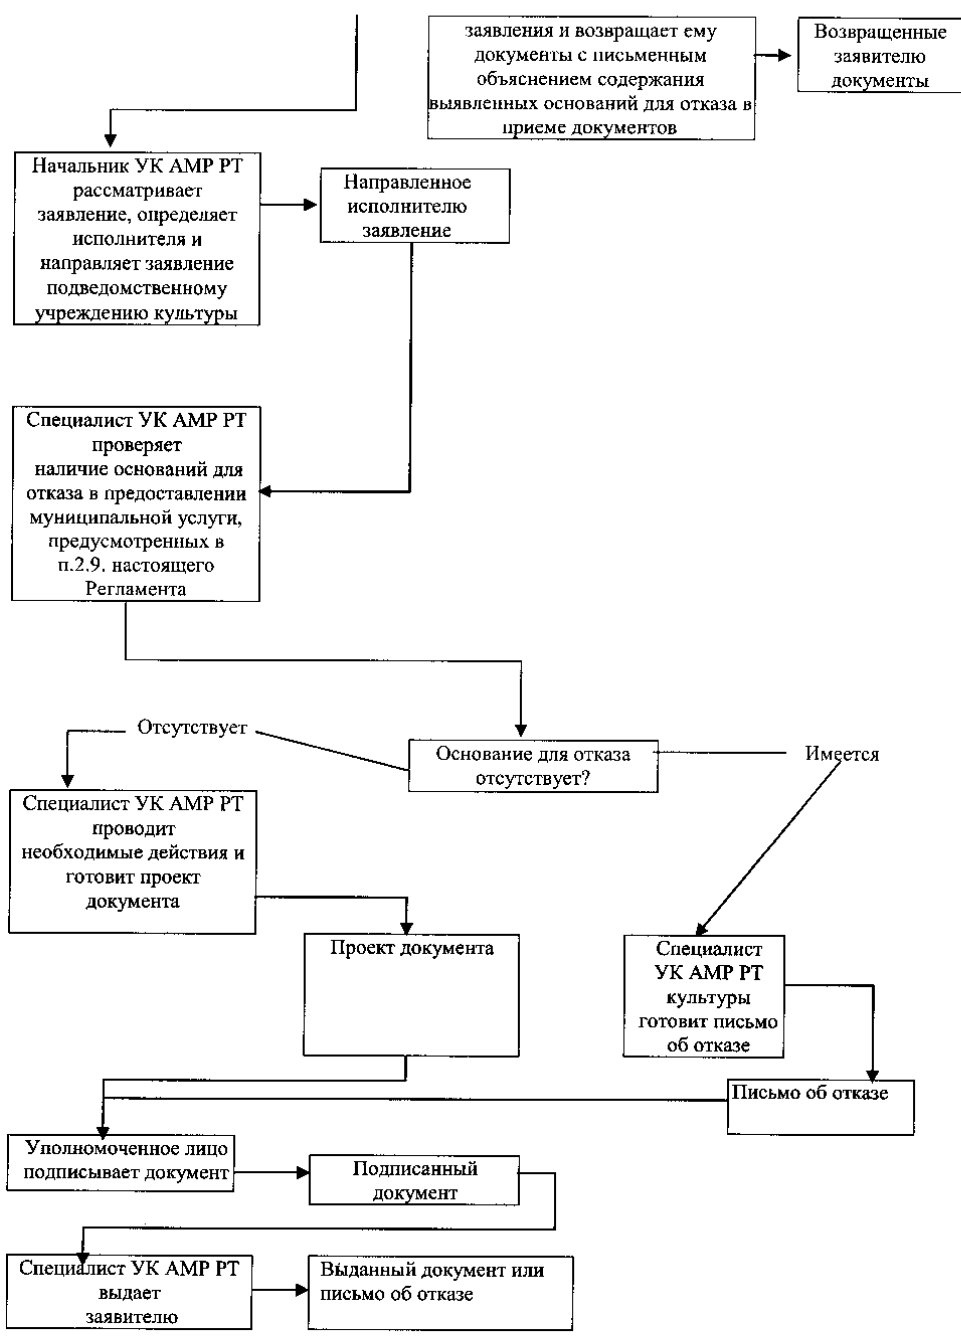 заявления и возвращает ему
документы с письменным
объяснением содержания
выявленных оснований для отказа в
приеме документов
Возвращенные
заявителю
документы
Начальник УК АМР РТ
рассматривает
заявление, определяет
исполнителя и
направляет заявление
подведомственному
учреждению культуры
Направленное
исполнителю
заявление
Специалист УК АМР РТ
проверяет
наличие оснований для
отказа в предоставлении
муниципальной услуги,
предусмотренных в
п.2.9. настоящего
Регламента
Отсутствует
Основание для отказа
отсутствует?
Имеется
Специалист УК АМР РТ
проводит
необходимые действия и
готовит проект
документа
Проект документа
Специалист
УК АМР РТ
культуры
готовит письмо
об отказе
Письмо об отказе
Уполномоченное лицо
подписывает документ
Подписанный
документ
Специалист УК АМР РТ
выдает
заявителю
Выданный документ или
письмо об отказе